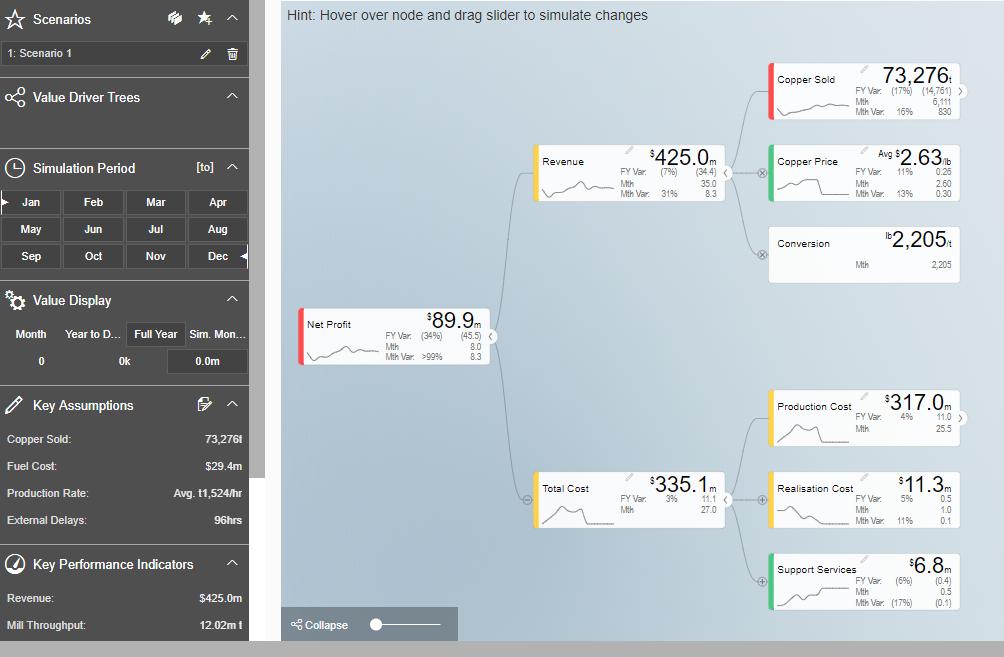 Scenarios
1: Scenario 1
Value Driver Trees
Simulation Period [to]
Jan Feb Mar Apr
May Jun Jul Aug
Sep Oct Nov Dec
Value Display
Month Year to D... Full Year Sim. Mon...
0 0k 0.0m
Key Assumptions
Copper Sold: 73,276t
Fuel Cost: $29.4m
Production Rate: Avg. t1,524/hr
External Delays: 96hrs
Key Performance Indicators
Revenue: $425.0m
Mill Throughput: 12.02m t
Hint: Hover over node and drag slider to simulate changes
Net Profit $89.9m
FY Var: (34%) (45.5)
Mth 8.0
Mth Var: >99% 8.3
Revenue $425.0m
FY Var: (7%) (34.4)
Mth 35.0
Mth Var: 31% 8.3
Total Cost $335.1m
FY Var: 3% 11.1
Mth 27.0
Copper Sold 73,276t
FY Var: (17%) (14,761)
Mth 6,111
Mth Var: 16% 830
Copper Price Avg $2.63/lb
FY Var: 11% 0.26
Mth 2.60
Mth Var: 13% 0.30
Conversion lb2,205/t
Mth 2,205
Production Cost $317.0m
FY Var: 4% 11.0
Mth 25.5
Realisation Cost $11.3m
FY Var: 5% 0.5
Mth 1.0
Mth Var: 11% 0.1
Support Services $6.8m
FY Var: (6%) (0.4)
Mth 0.5
Mth Var: (17%) (0.1)
Collapse